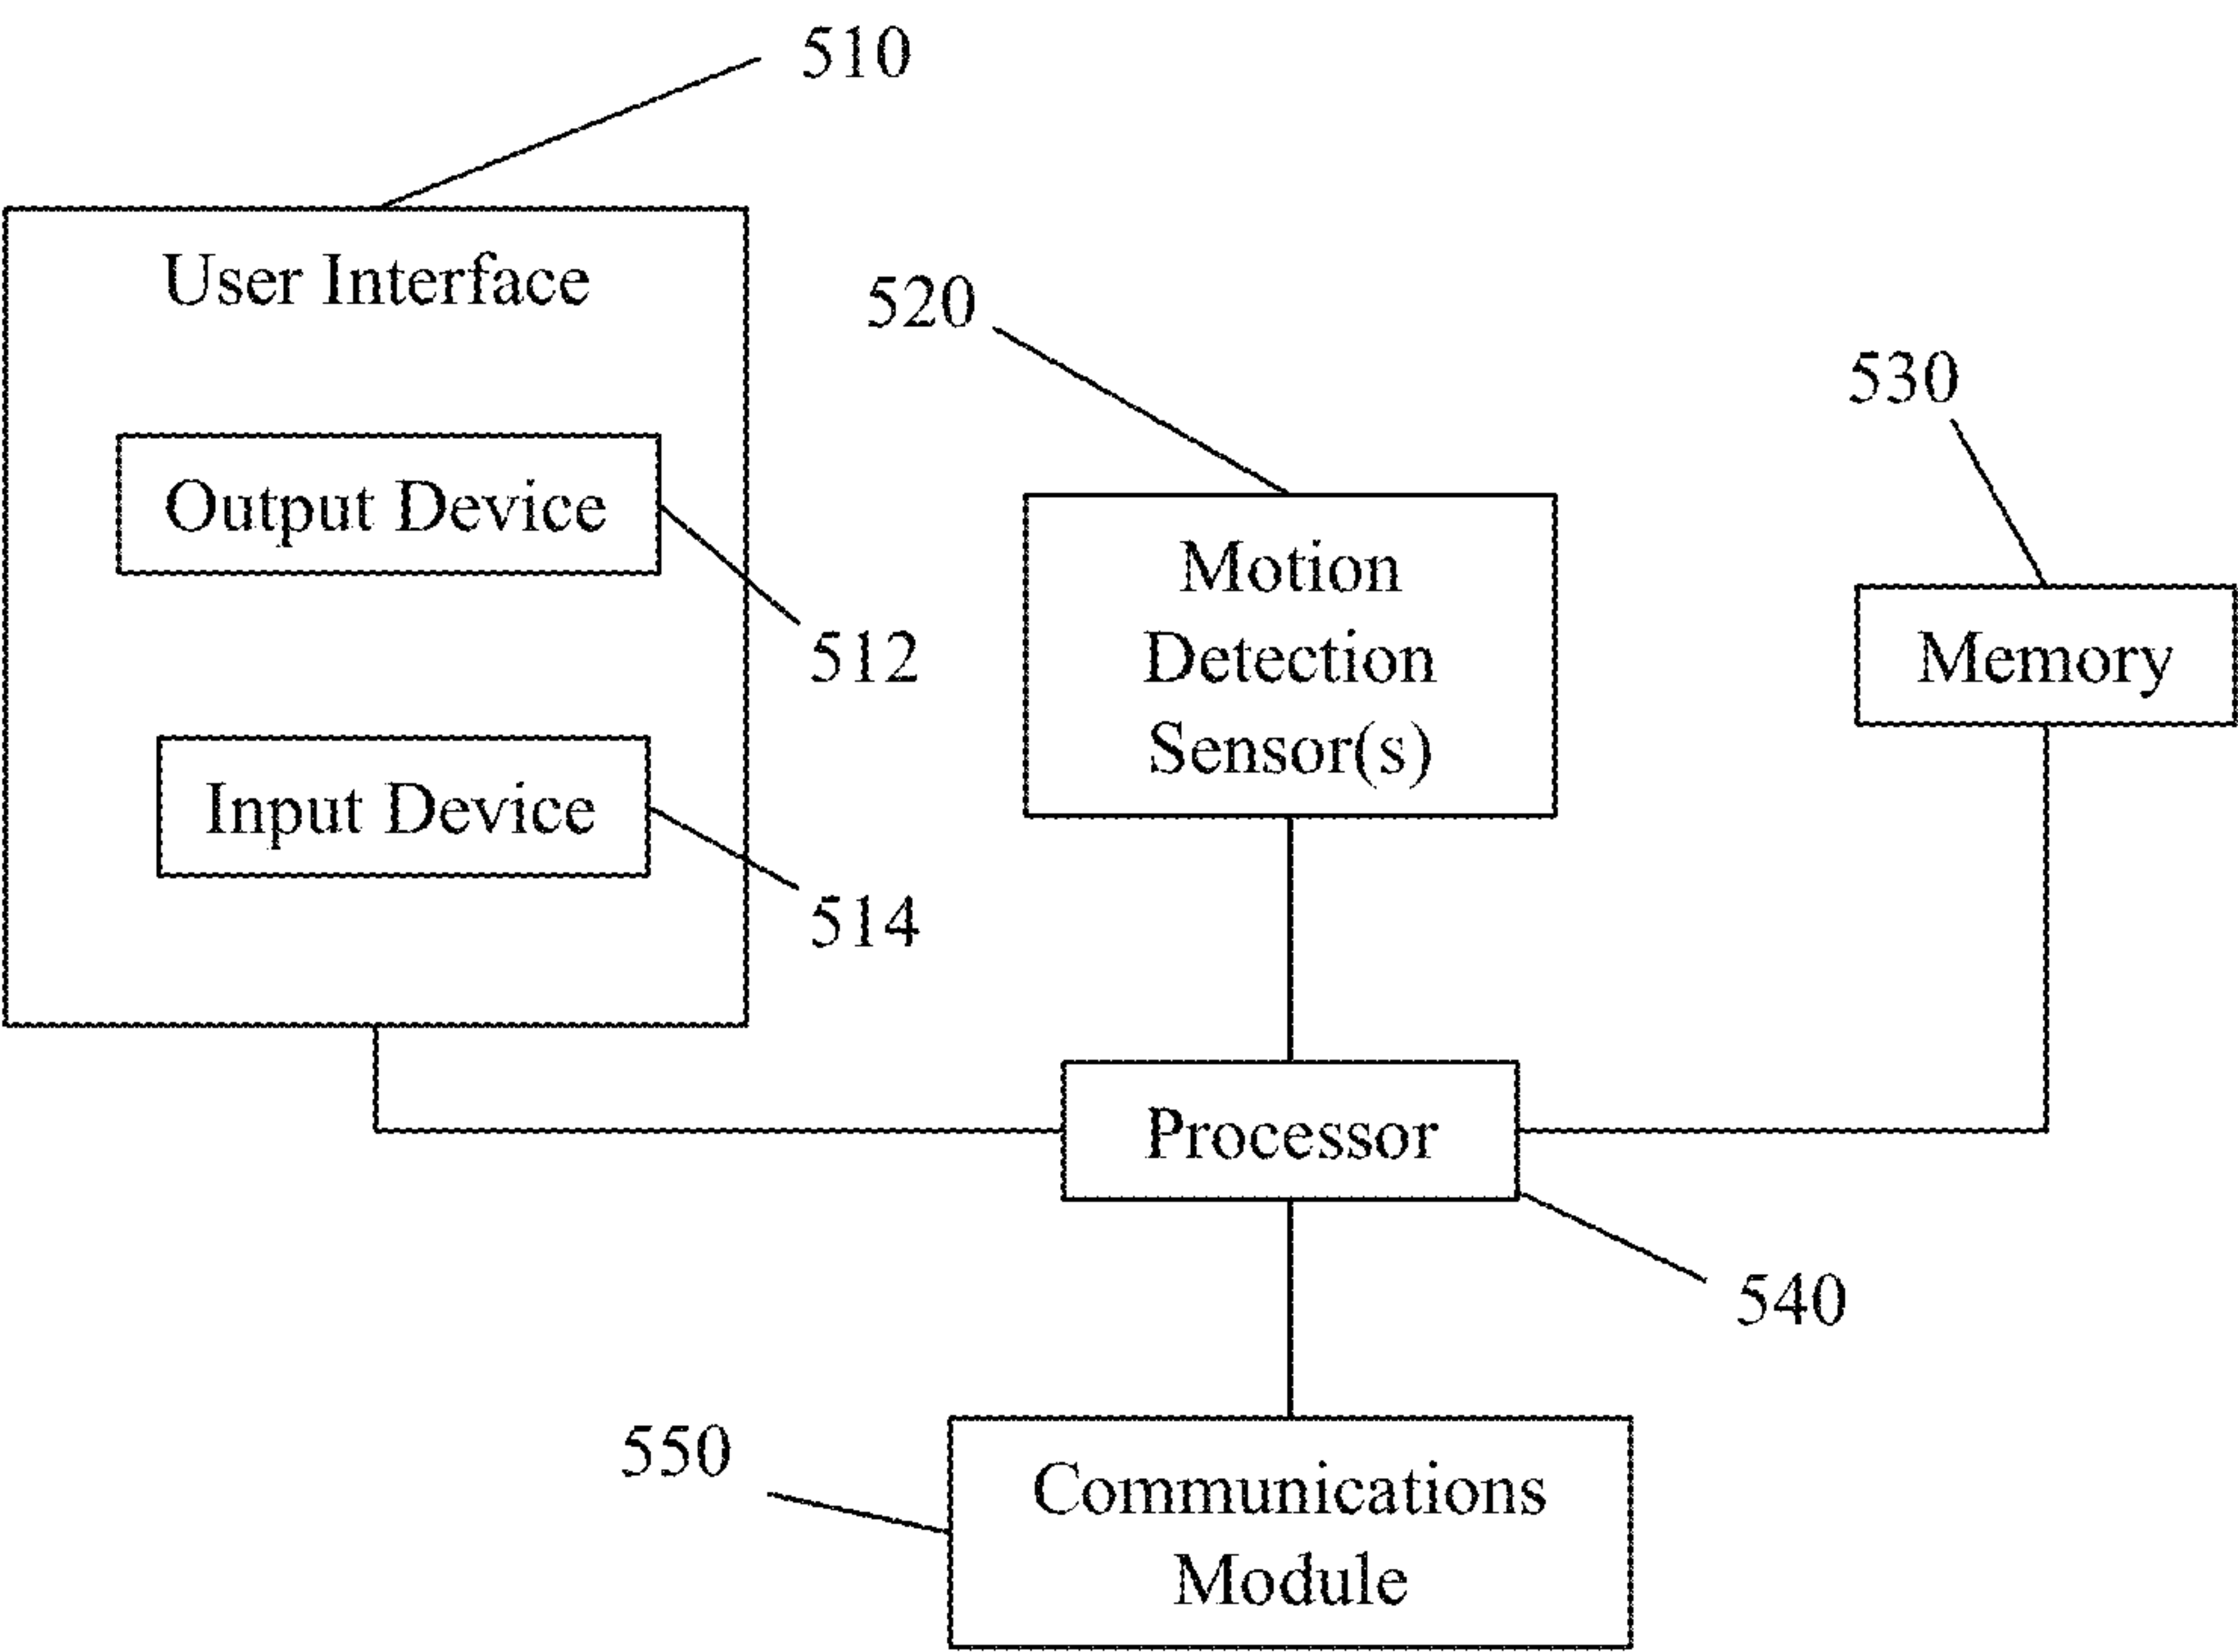 510
User Interface
520
530
Output Device
Motion
Detection
Sensor(s)
512
Memory
Input Device
514
Processor
540
550
Communications
Module